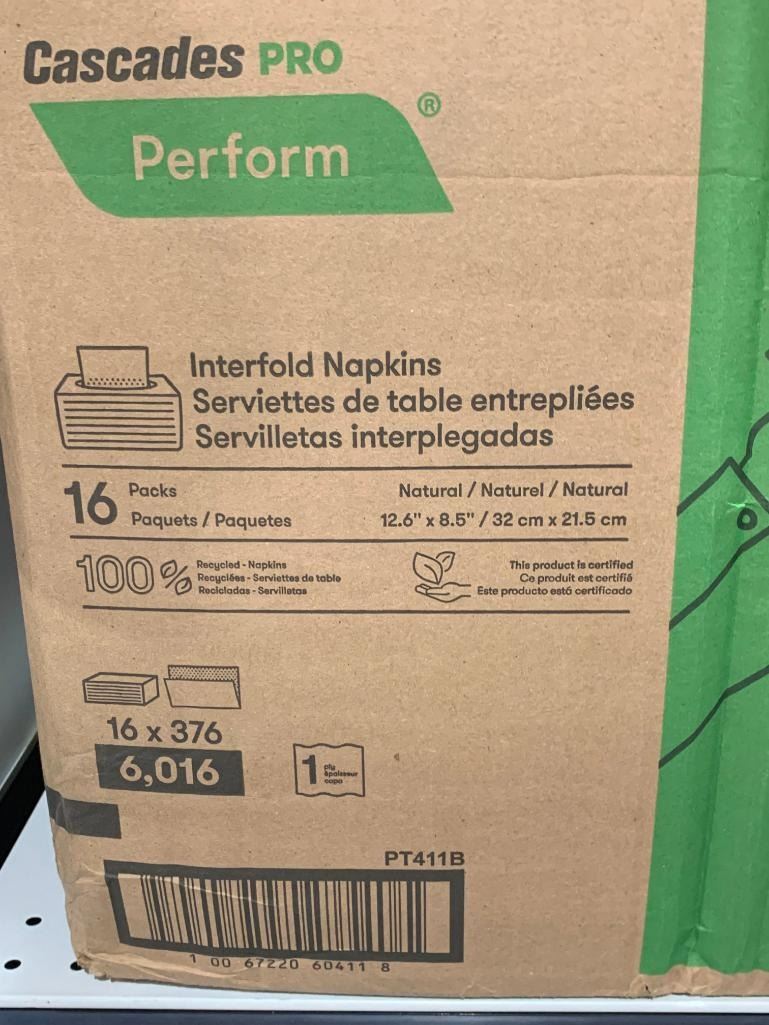 Cascades PRO
Perform®
Interfold Napkins
Serviettes de table entrepliées
Servilletas interplegadas
16 Packs
Paquets / Paquetes
Natural / Naturel / Natural
12.6" x 8.5" / 32 cm x 21.5 cm
100%
Recycled - Napkins
Recyclées - Serviettes de table
Recicladas - Servilletas
This product is certified
Ce produit est certifié
Este producto está certificado
16 x 376
6,016
1 ply
épaisseur
capa
PT411B
1 00 67220 60411 8